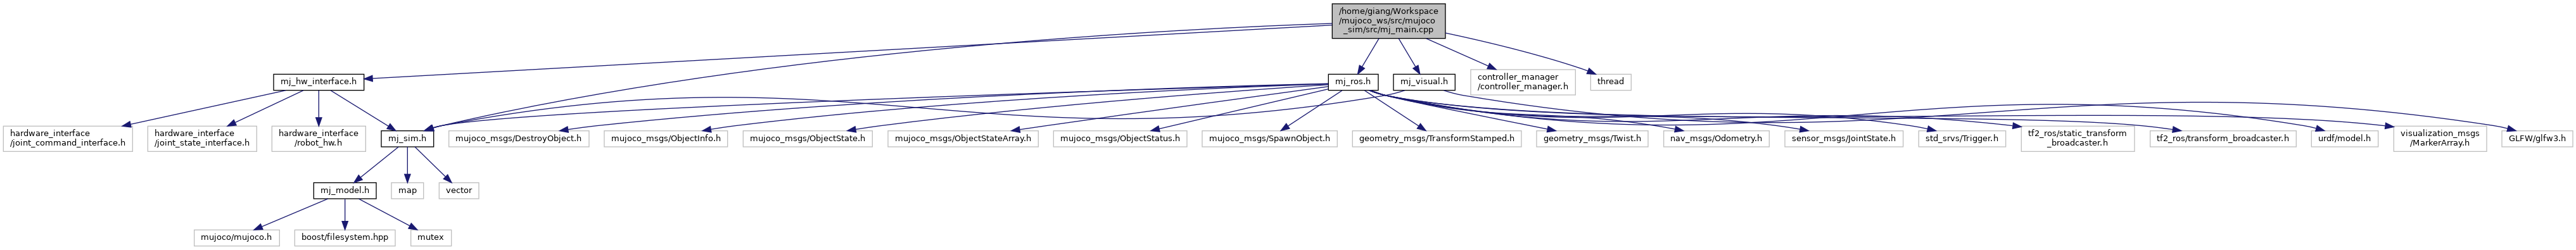 /home/giang/Workspace
/mujoco_ws/src/mujoco
_sim/src/mj_main.cpp
mj_hw_interface.h
mj_ros.h
mj_visual.h
controller_manager
/controller_manager.h
thread
hardware_interface
/joint_command_interface.h
hardware_interface
/joint_state_interface.h
hardware_interface
/robot_hw.h
mj_sim.h
mujoco_msgs/DestroyObject.h
mujoco_msgs/ObjectInfo.h
mujoco_msgs/ObjectState.h
mujoco_msgs/ObjectStateArray.h
mujoco_msgs/ObjectStatus.h
mujoco_msgs/SpawnObject.h
geometry_msgs/TransformStamped.h
geometry_msgs/Twist.h
nav_msgs/Odometry.h
sensor_msgs/JointState.h
std_srvs/Trigger.h
tf2_ros/static_transform
_broadcaster.h
tf2_ros/transform_broadcaster.h
urdf/model.h
visualization_msgs
/MarkerArray.h
GLFW/glfw3.h
mj_model.h
map
vector
mujoco/mujoco.h
boost/filesystem.hpp
mutex